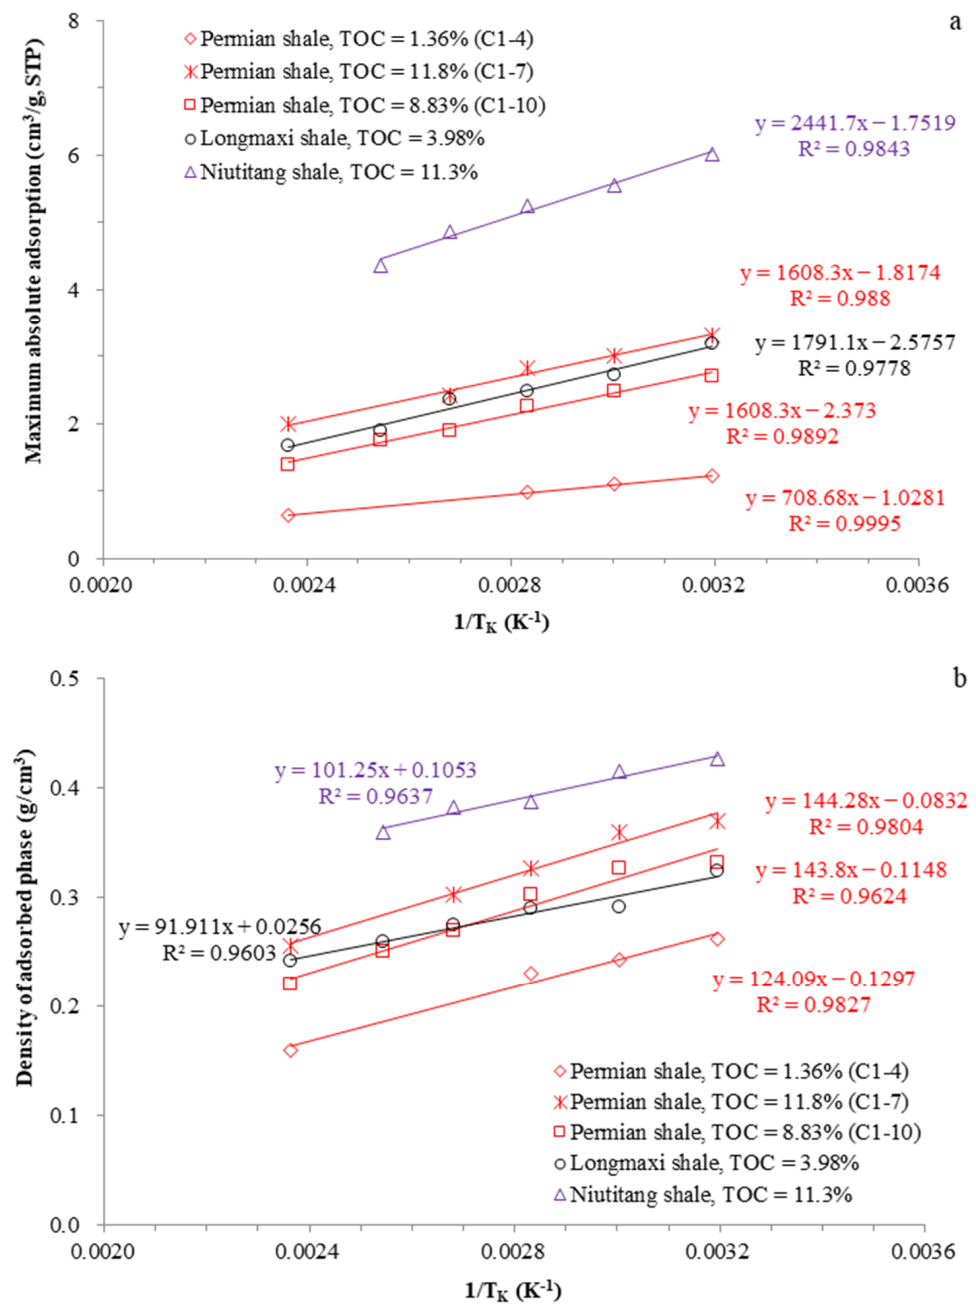 a
Maximum absolute adsorption (cm³/g, STP)
8
6
4
2
0
Permian shale, TOC = 1.36% (C1-4)
Permian shale, TOC = 11.8% (C1-7)
Permian shale, TOC = 8.83% (C1-10)
Longmaxi shale, TOC = 3.98%
Niutitang shale, TOC = 11.3%
y = 2441.7x − 1.7519
R² = 0.9843
y = 1608.3x − 1.8174
R² = 0.988
y = 1791.1x − 2.5757
R² = 0.9778
y = 1608.3x − 2.373
R² = 0.9892
y = 708.68x − 1.0281
R² = 0.9995
0.0020 0.0024 0.0028 0.0032 0.0036
1/T_K (K⁻¹)
b
Density of adsorbed phase (g/cm³)
0.5
0.4
0.3
0.2
0.1
0.0
y = 101.25x + 0.1053
R² = 0.9637
y = 144.28x − 0.0832
R² = 0.9804
y = 143.8x − 0.1148
R² = 0.9624
y = 91.911x + 0.0256
R² = 0.9603
y = 124.09x − 0.1297
R² = 0.9827
Permian shale, TOC = 1.36% (C1-4)
Permian shale, TOC = 11.8% (C1-7)
Permian shale, TOC = 8.83% (C1-10)
Longmaxi shale, TOC = 3.98%
Niutitang shale, TOC = 11.3%
0.0020 0.0024 0.0028 0.0032 0.0036
1/T_K (K⁻¹)